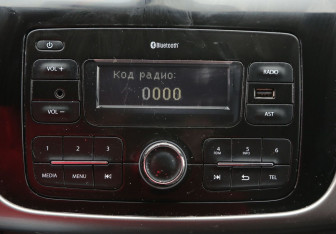 Bluetooth
VOL +
Код радио:
0000
RADIO
VOL −
AST
1 2 3
4 5 6
MEDIA MENU
TEL